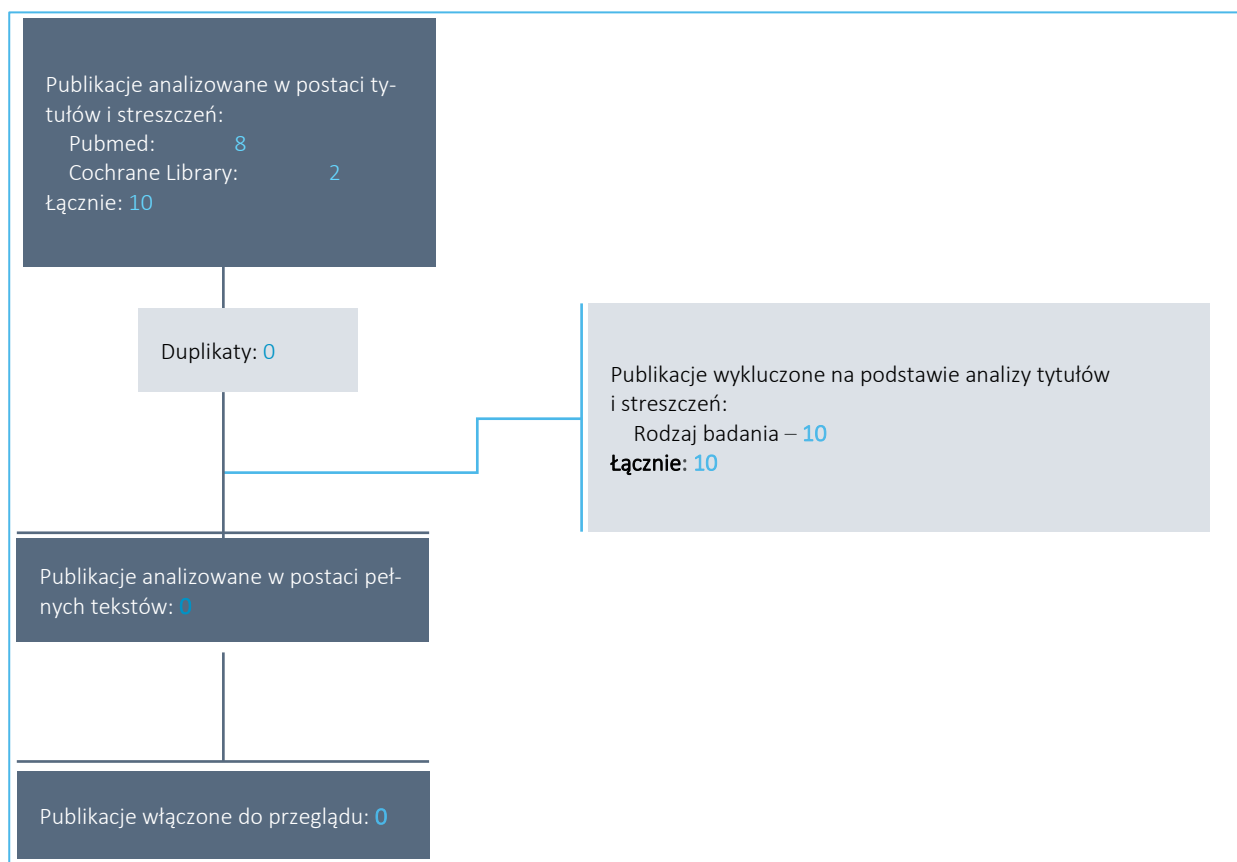 Publikacje analizowane w postaci ty-
tułów i streszczeń:
Pubmed: 8
Cochrane Library: 2
Łącznie: 10
Duplikaty: 0
Publikacje wykluczone na podstawie analizy tytułów
i streszczeń:
Rodzaj badania – 10
Łącznie: 10
Publikacje analizowane w postaci peł-
nych tekstów: 0
Publikacje włączone do przeglądu: 0